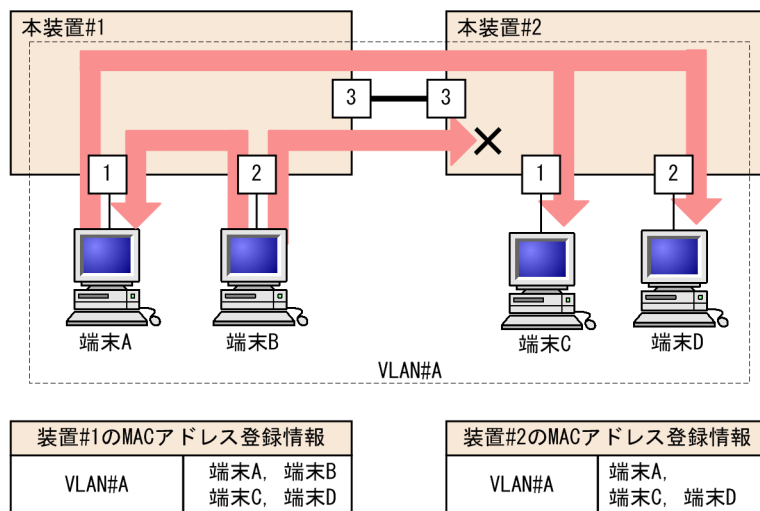 本装置#1
本装置#2
3
3
1
2
1
2
端末A
端末B
端末C
端末D
VLAN#A
装置#1のMACアドレス登録情報
VLAN#A
端末A, 端末B
端末C, 端末D
装置#2のMACアドレス登録情報
VLAN#A
端末A,
端末C, 端末D